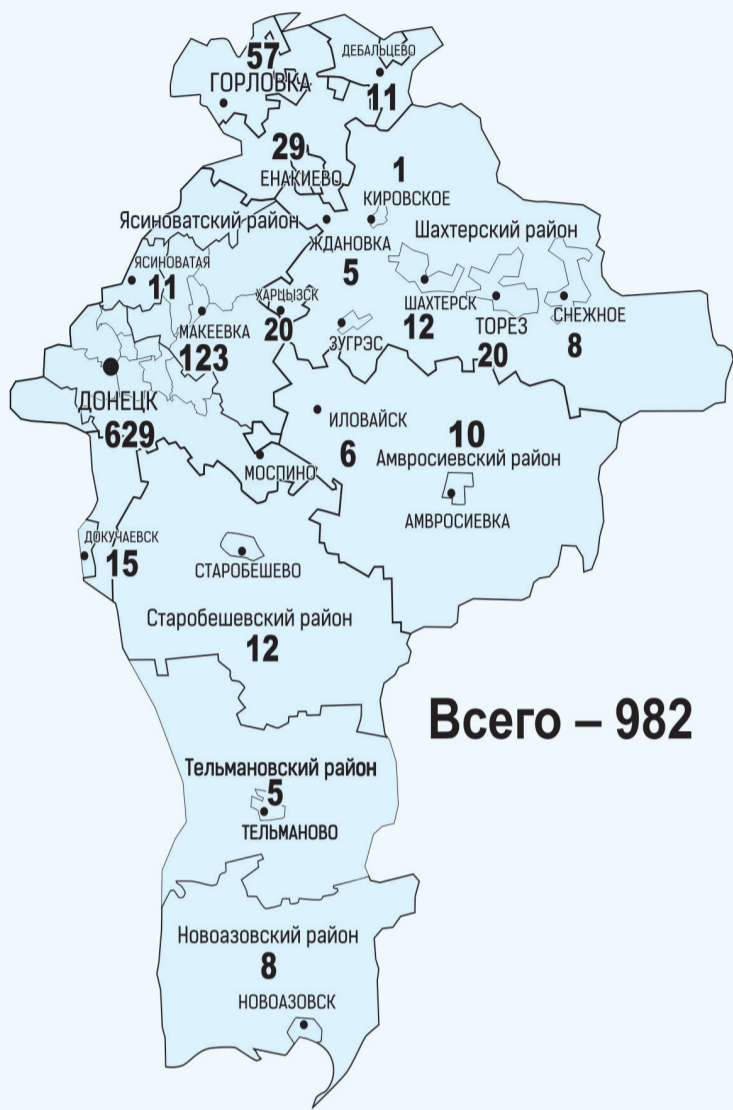 57
ГОРЛОВКА
ДЕБАЛЬЦЕВО
11
29
ЕНАКИЕВО
1
КИРОВСКОЕ
Ясиноватский район
ЖДАНОВКА
5
Шахтерский район
ЯСИНОВАТАЯ
11
МАКЕЕВКА
123
ХАРЦЫЗСК
20
ЗУГРЭС
ШАХТЕРСК
12
ТОРЕЗ
20
СНЕЖНОЕ
8
ДОНЕЦК
629
ИЛОВАЙСК
6
10
Амвросиевский район
АМВРОСИЕВКА
МОСПИНО
ДОКУЧАЕВСК
15
СТАРОБЕШЕВО
Старобешевский район
12
Всего – 982
Тельмановский район
5
ТЕЛЬМАНОВО
Новоазовский район
8
НОВОАЗОВСК